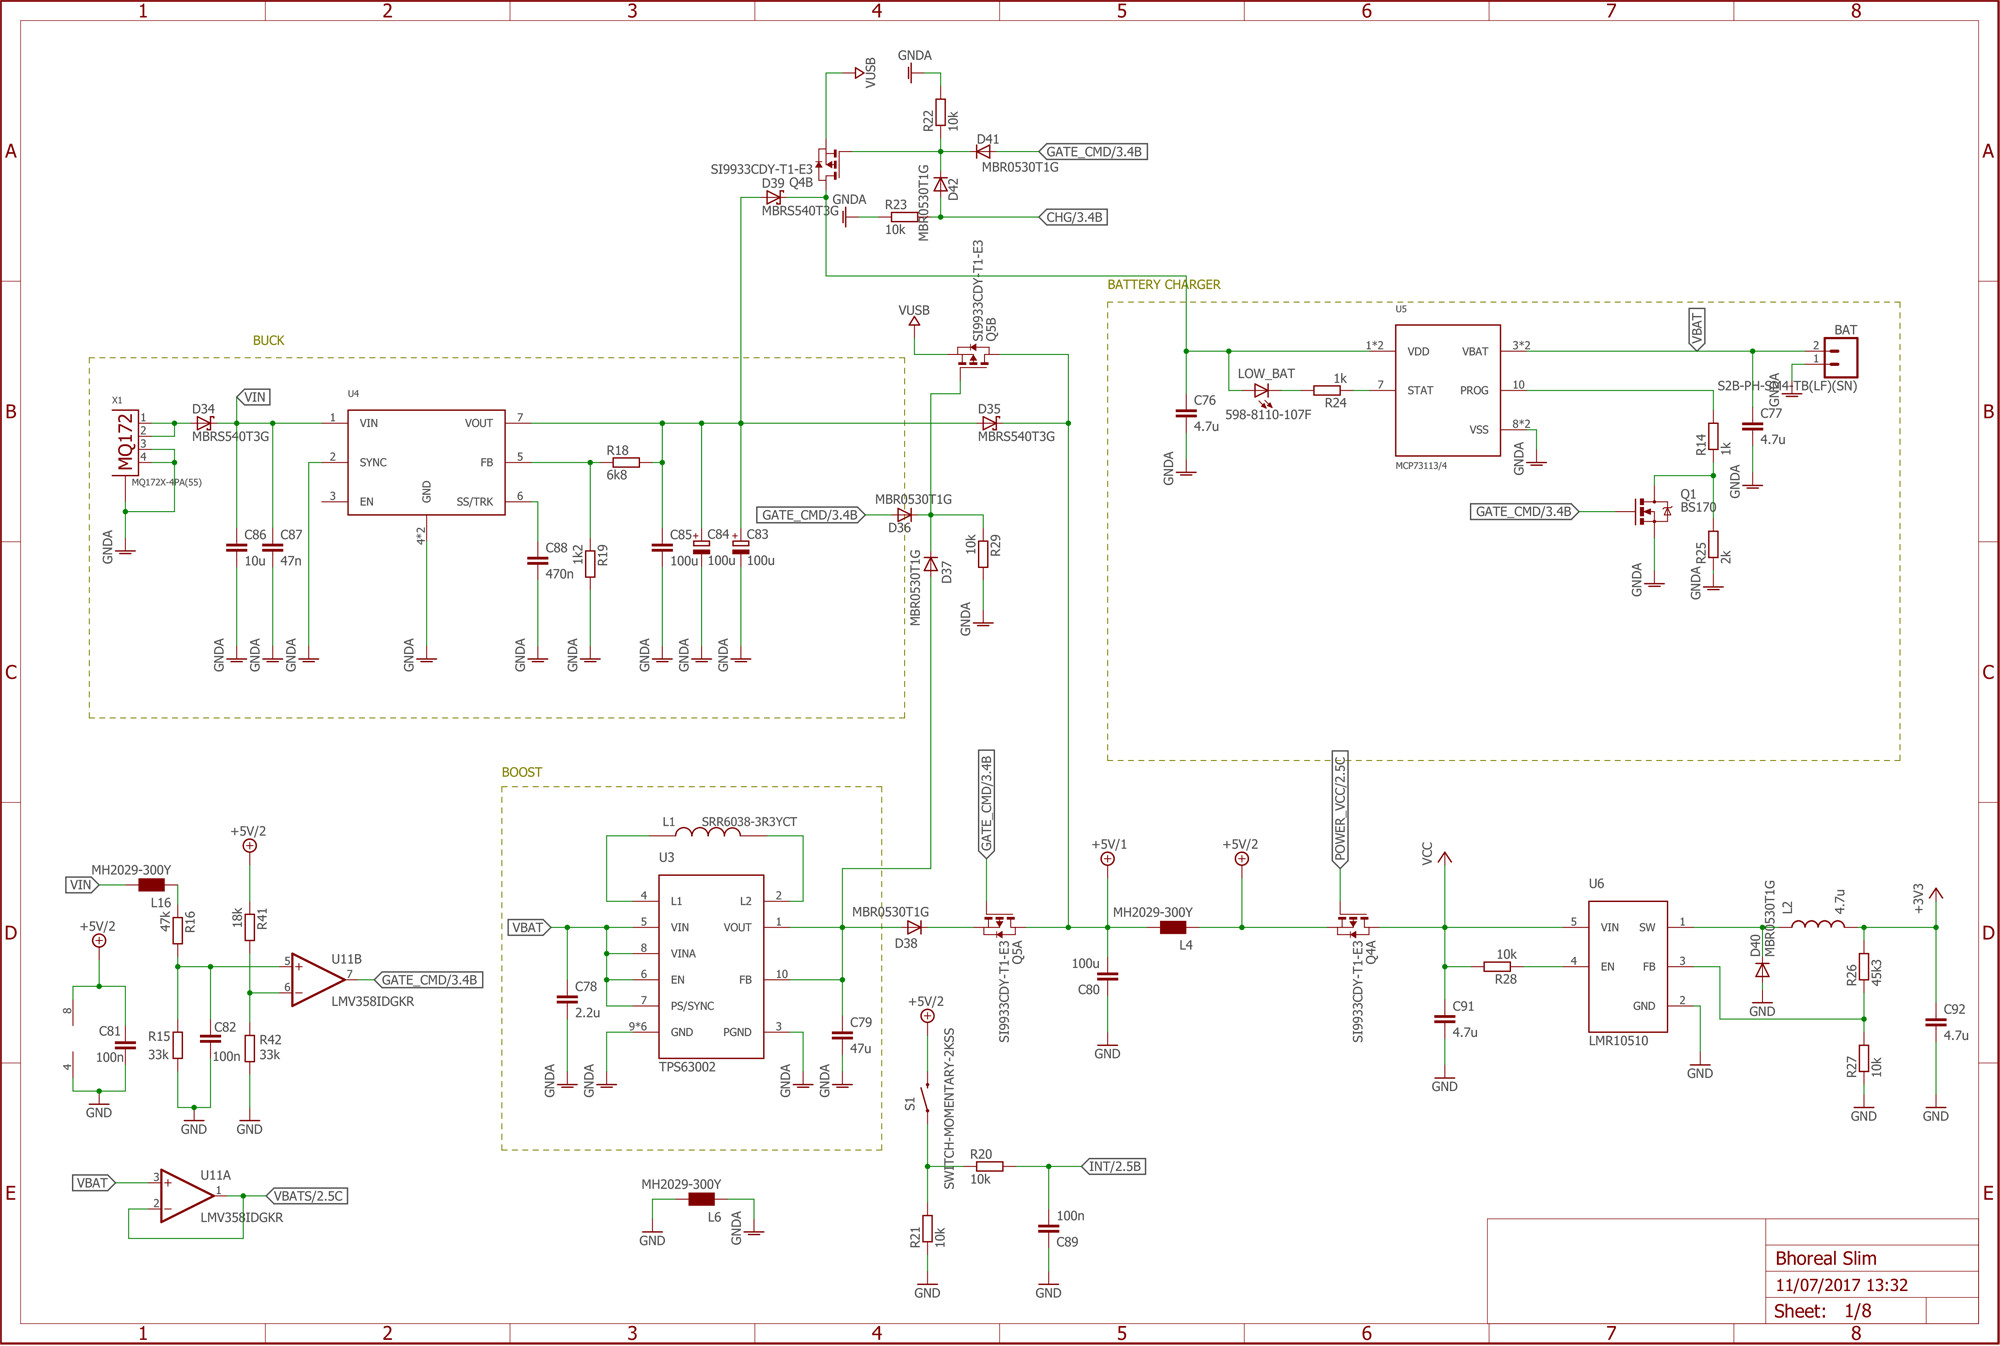 1 2 3 4 5 6 7 8
A A
GNDA
VUSB
R22
10k
D41
GATE_CMD/3.4B
MBR0530T1G
SI9933CDY-T1-E3
Q4B
D39
MBRS540T3G
GNDA
R23
10k
MBR0530T1G
D42
CHG/3.4B
SI9933CDY-T1-E3
Q5B
VUSB
BUCK
B B
X1
MQ172
1
2
3
4
MQ172X-4PA(55)
GNDA
D34
MBRS540T3G
VIN
U4
1 VIN VOUT 7
2 SYNC FB 5
3 EN GND SS/TRK 6
4*2
C86
10u
C87
47n
C88
470n
1k2
R19
R18
6k8
C85
100u
C84
100u
C83
100u
+ +
GNDA GNDA GNDA GNDA GNDA GNDA GNDA GNDA GNDA
D35
MBRS540T3G
GATE_CMD/3.4B
MBR0530T1G
D36
MBR0530T1G
D37
10k
R29
GNDA
BATTERY CHARGER
U5
1*2 VDD VBAT 3*2
7 STAT PROG 10
VSS 8*2
MCP73113/4
LOW_BAT
598-8110-107F
1k
R24
C76
4.7u
GNDA
GNDA
VBAT
BAT
2
1
S2B-PH-SM4-TB(LF)(SN)
GNDA
C77
4.7u
GNDA
R14
1k
GATE_CMD/3.4B
Q1
BS170
GNDA
R25
2k
GNDA
C C
BOOST
L1 SRR6038-3R3YCT
U3
4 L1 L2 2
5 VIN VOUT 1
8 VINA
6 EN FB 10
7 PS/SYNC
9*6 GND PGND 3
TPS63002
VBAT
C78
2.2u
GNDA GNDA GNDA GNDA
C79
47u
MBR0530T1G
D38
GATE_CMD/3.4B
SI9933CDY-T1-E3
Q5A
D D
VIN
MH2029-300Y
L16
47k
R16
+5V/2
18k
R41
+5V/2
8
4
C81
100n
GND
R15
33k
C82
100n
GND
R42
33k
GND
5
6
+
−
U11B
7
LMV358IDGKR
GATE_CMD/3.4B
+5V/1
100u
C80
GND
MH2029-300Y
L4
+5V/2
POWER_VCC/2.5C
SI9933CDY-T1-E3
Q4A
VCC
C91
4.7u
GND
10k
R28
U6
5 VIN SW 1
4 EN FB 3
GND 2
LMR10510
GND
D40
MBR0530T1G
GND
L2
4.7u
R26
45k3
R27
10k
GND
+3V3
C92
4.7u
GND
+5V/2
S1
SWITCH-MOMENTARY-2KSS
R20
10k
INT/2.5B
R21
10k
GND
100n
C89
GND
E E
VBAT
3
2
+
−
U11A
1
LMV358IDGKR
VBATS/2.5C
MH2029-300Y
L6
GND
GNDA
Bhoreal Slim
11/07/2017 13:32
Sheet: 1/8
1 2 3 4 5 6 7 8